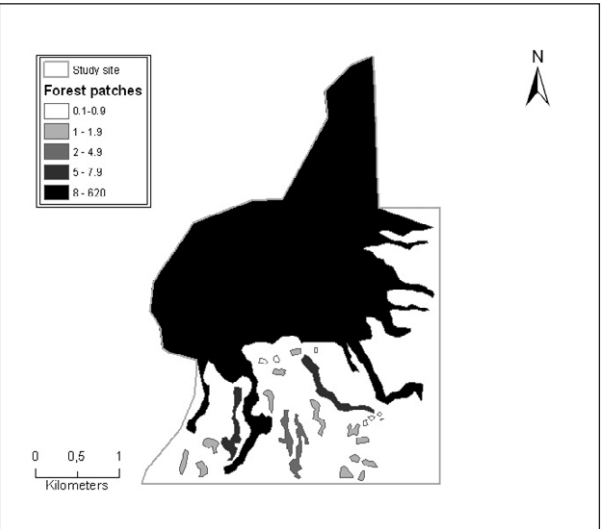 N
Study site
Forest patches
0.1-0.9
1 - 1.9
2 - 4.9
5 - 7.9
8 - 620
0 0,5 1
Kilometers